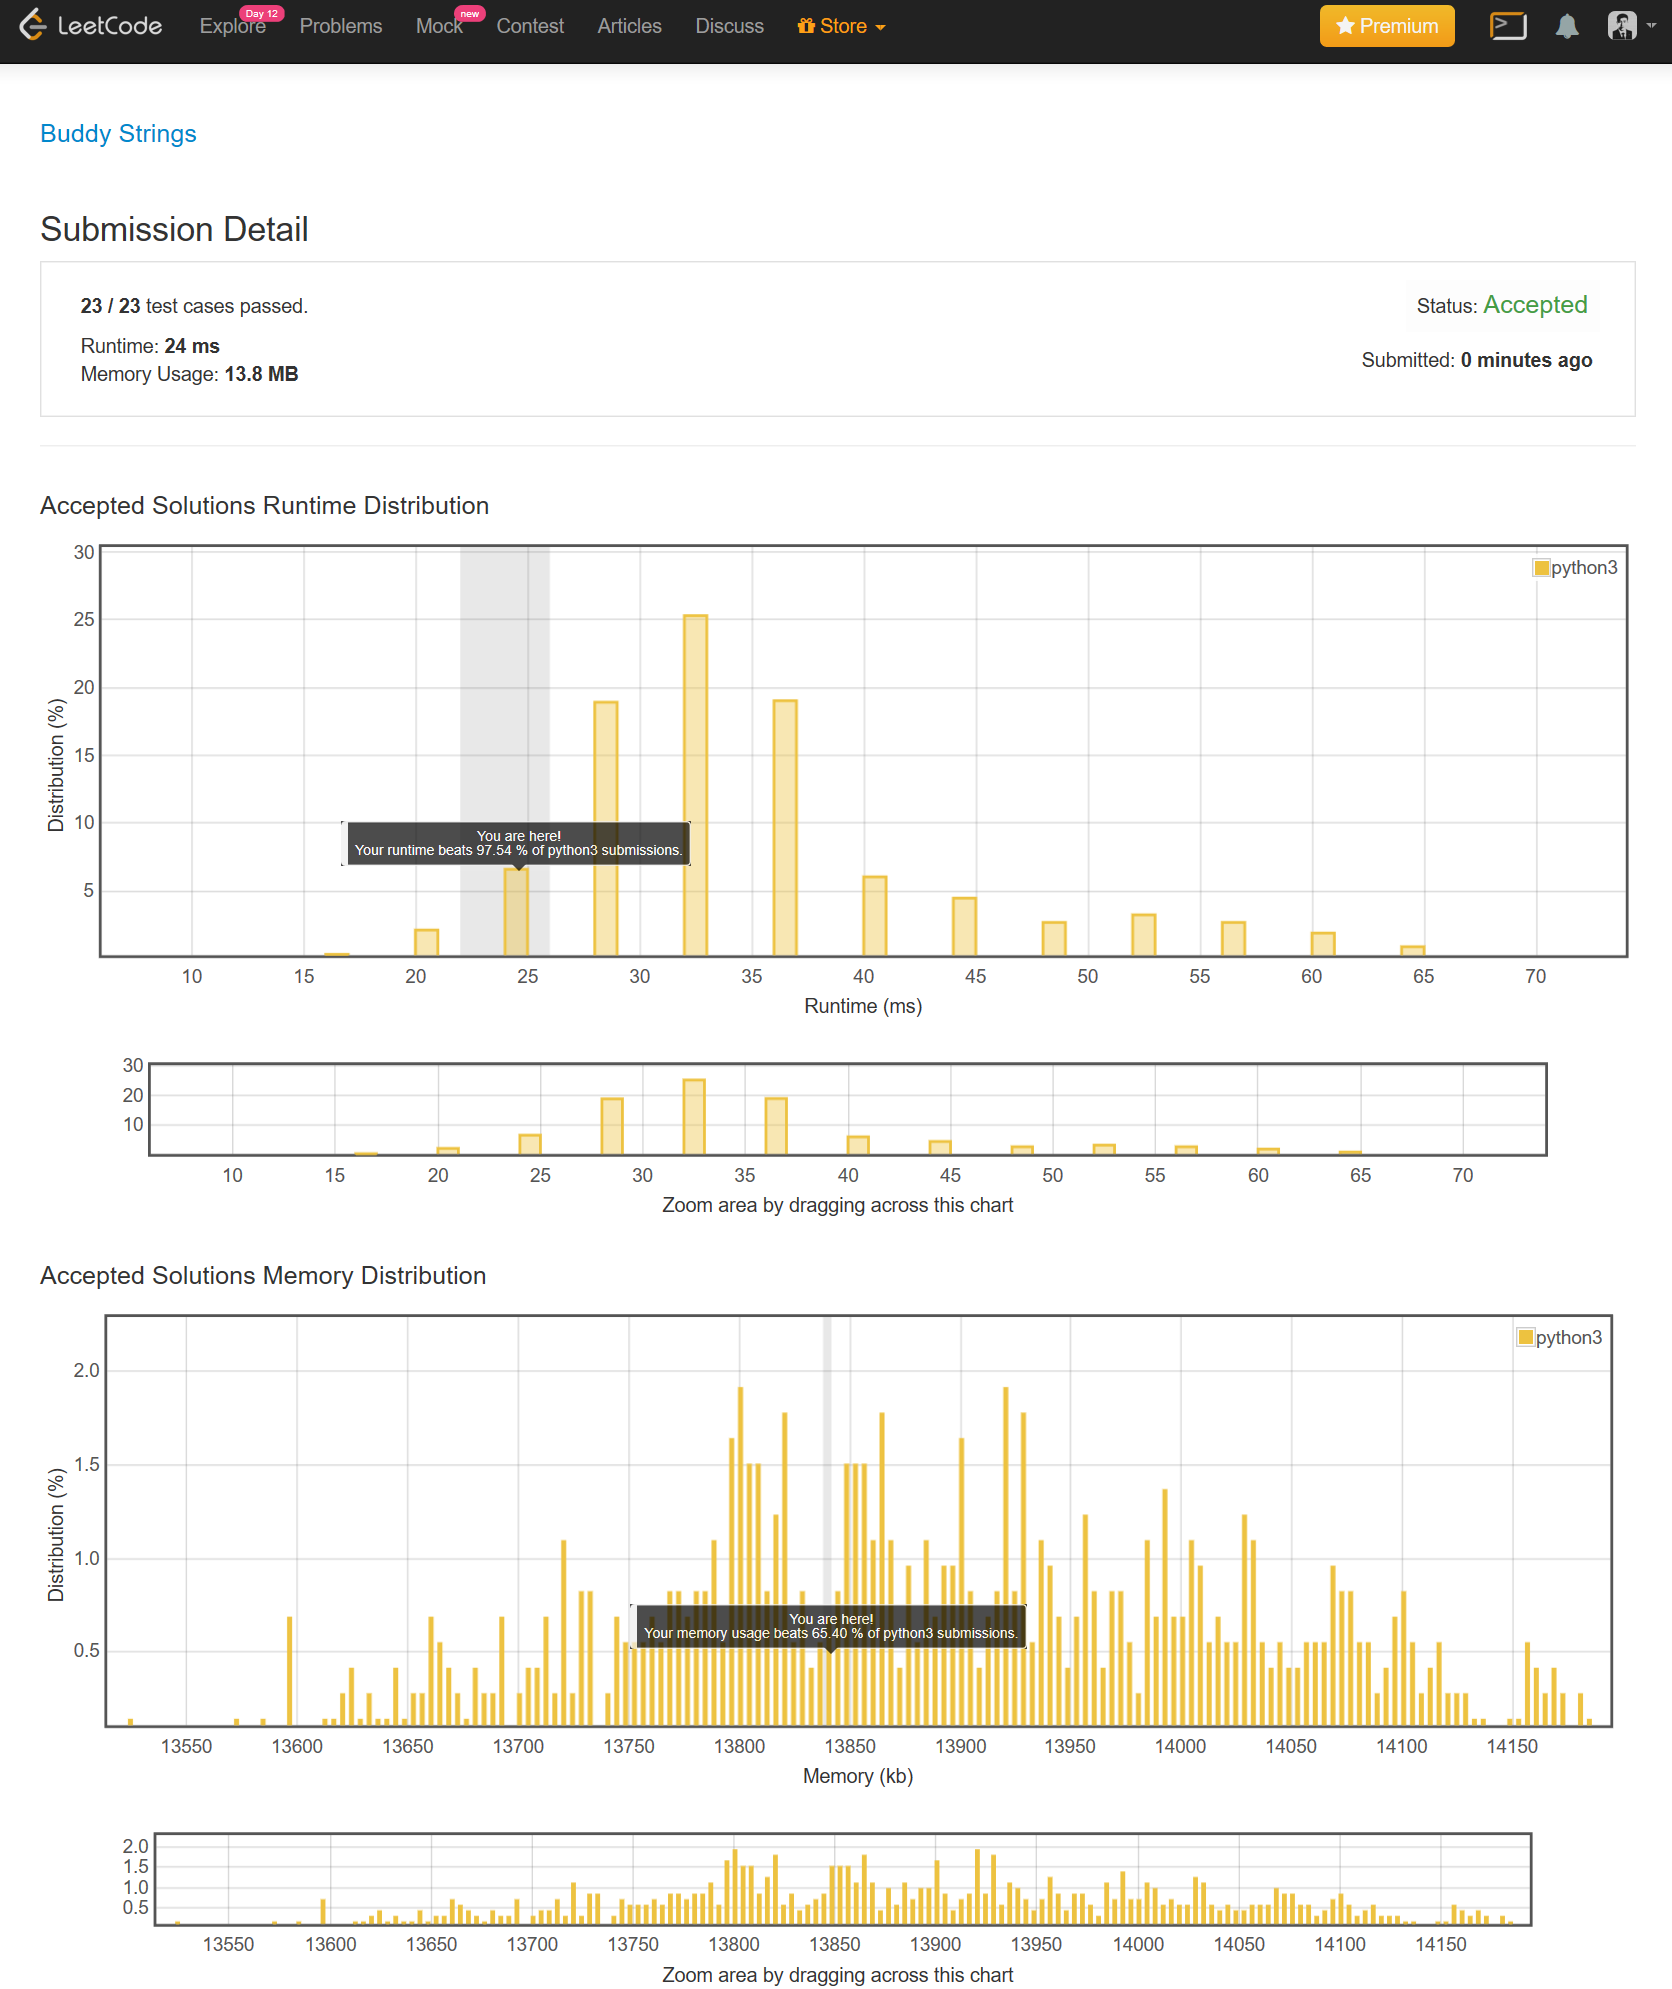 LeetCode
Explore Day 12 Problems Mock new Contest Articles Discuss Store Premium
Buddy Strings
Submission Detail
23 / 23 test cases passed.
Status: Accepted
Runtime: 24 ms
Submitted: 0 minutes ago
Memory Usage: 13.8 MB
Accepted Solutions Runtime Distribution
30
25
20
15
10
5
Distribution (%)
python3
You are here!
Your runtime beats 97.54 % of python3 submissions.
10 15 20 25 30 35 40 45 50 55 60 65 70
Runtime (ms)
30
20
10
10 15 20 25 30 35 40 45 50 55 60 65 70
Zoom area by dragging across this chart
Accepted Solutions Memory Distribution
2.0
1.5
1.0
0.5
Distribution (%)
python3
You are here!
Your memory usage beats 65.40 % of python3 submissions.
13550 13600 13650 13700 13750 13800 13850 13900 13950 14000 14050 14100 14150
Memory (kb)
2.0
1.5
1.0
0.5
13550 13600 13650 13700 13750 13800 13850 13900 13950 14000 14050 14100 14150
Zoom area by dragging across this chart